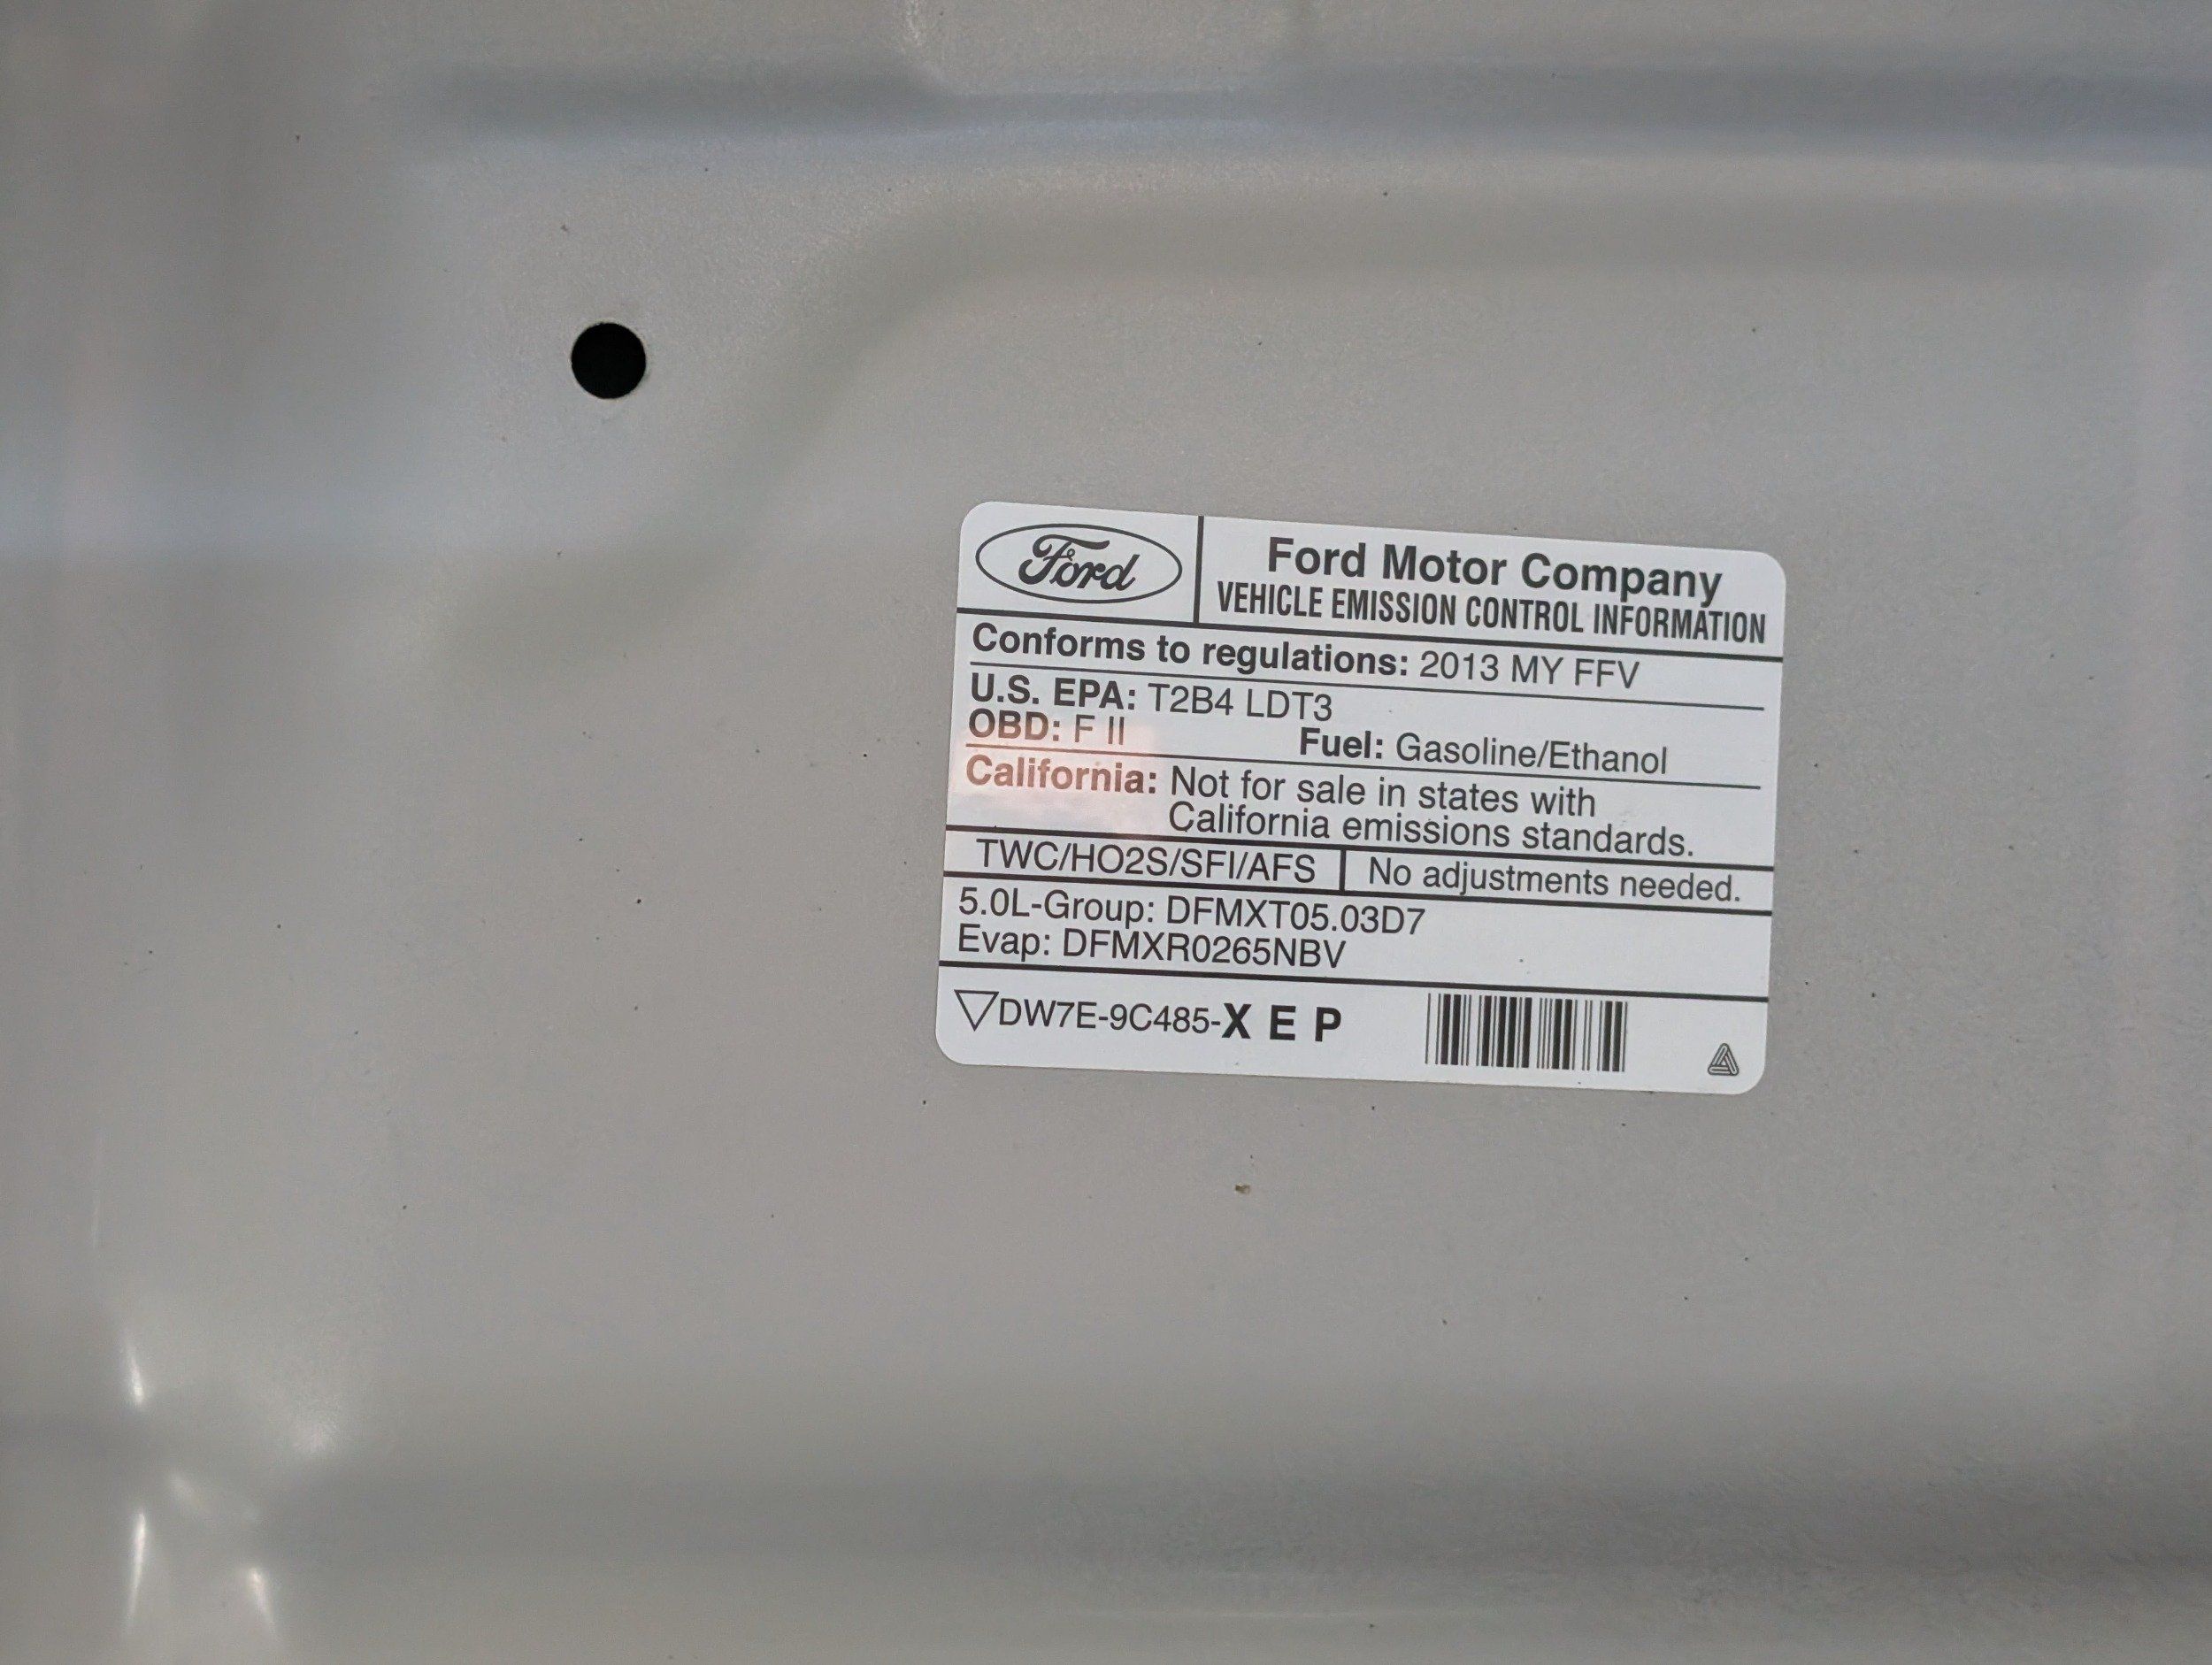 Ford
Ford Motor Company
VEHICLE EMISSION CONTROL INFORMATION
Conforms to regulations: 2013 MY FFV
U.S. EPA: T2B4 LDT3
OBD: F II Fuel: Gasoline/Ethanol
California: Not for sale in states with
California emissions standards.
TWC/HO2S/SFI/AFS No adjustments needed.
5.0L-Group: DFMXT05.03D7
Evap: DFMXR0265NBV
DW7E-9C485-X E P